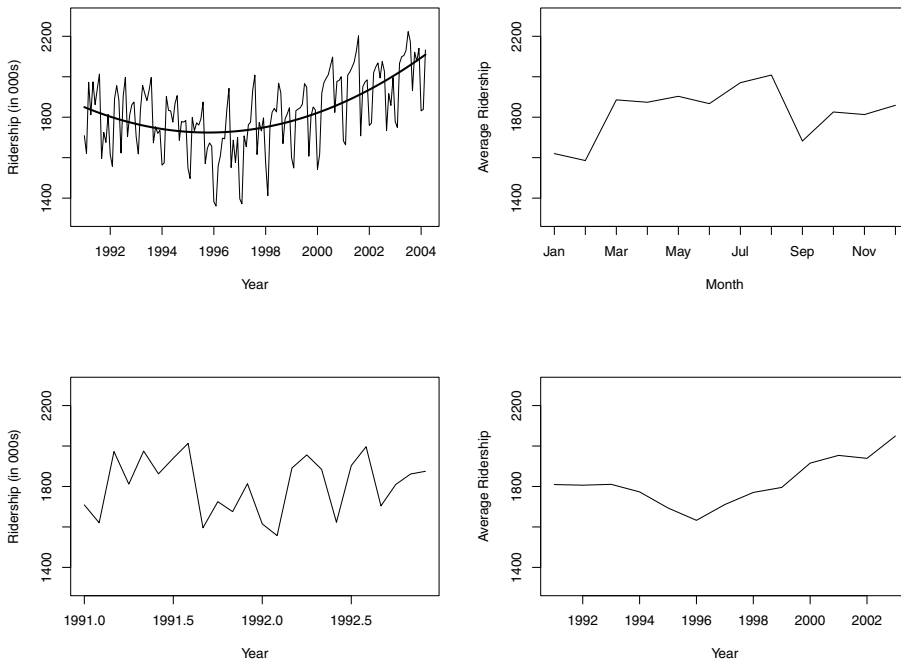 Ridership (in 000s)
2200
1800
1400
1992 1994 1996 1998 2000 2002 2004
Year
Average Ridership
2200
1800
1400
Jan Mar May Jul Sep Nov
Month
Ridership (in 000s)
2200
1800
1400
1991.0 1991.5 1992.0 1992.5
Year
Average Ridership
2200
1800
1400
1992 1994 1996 1998 2000 2002
Year